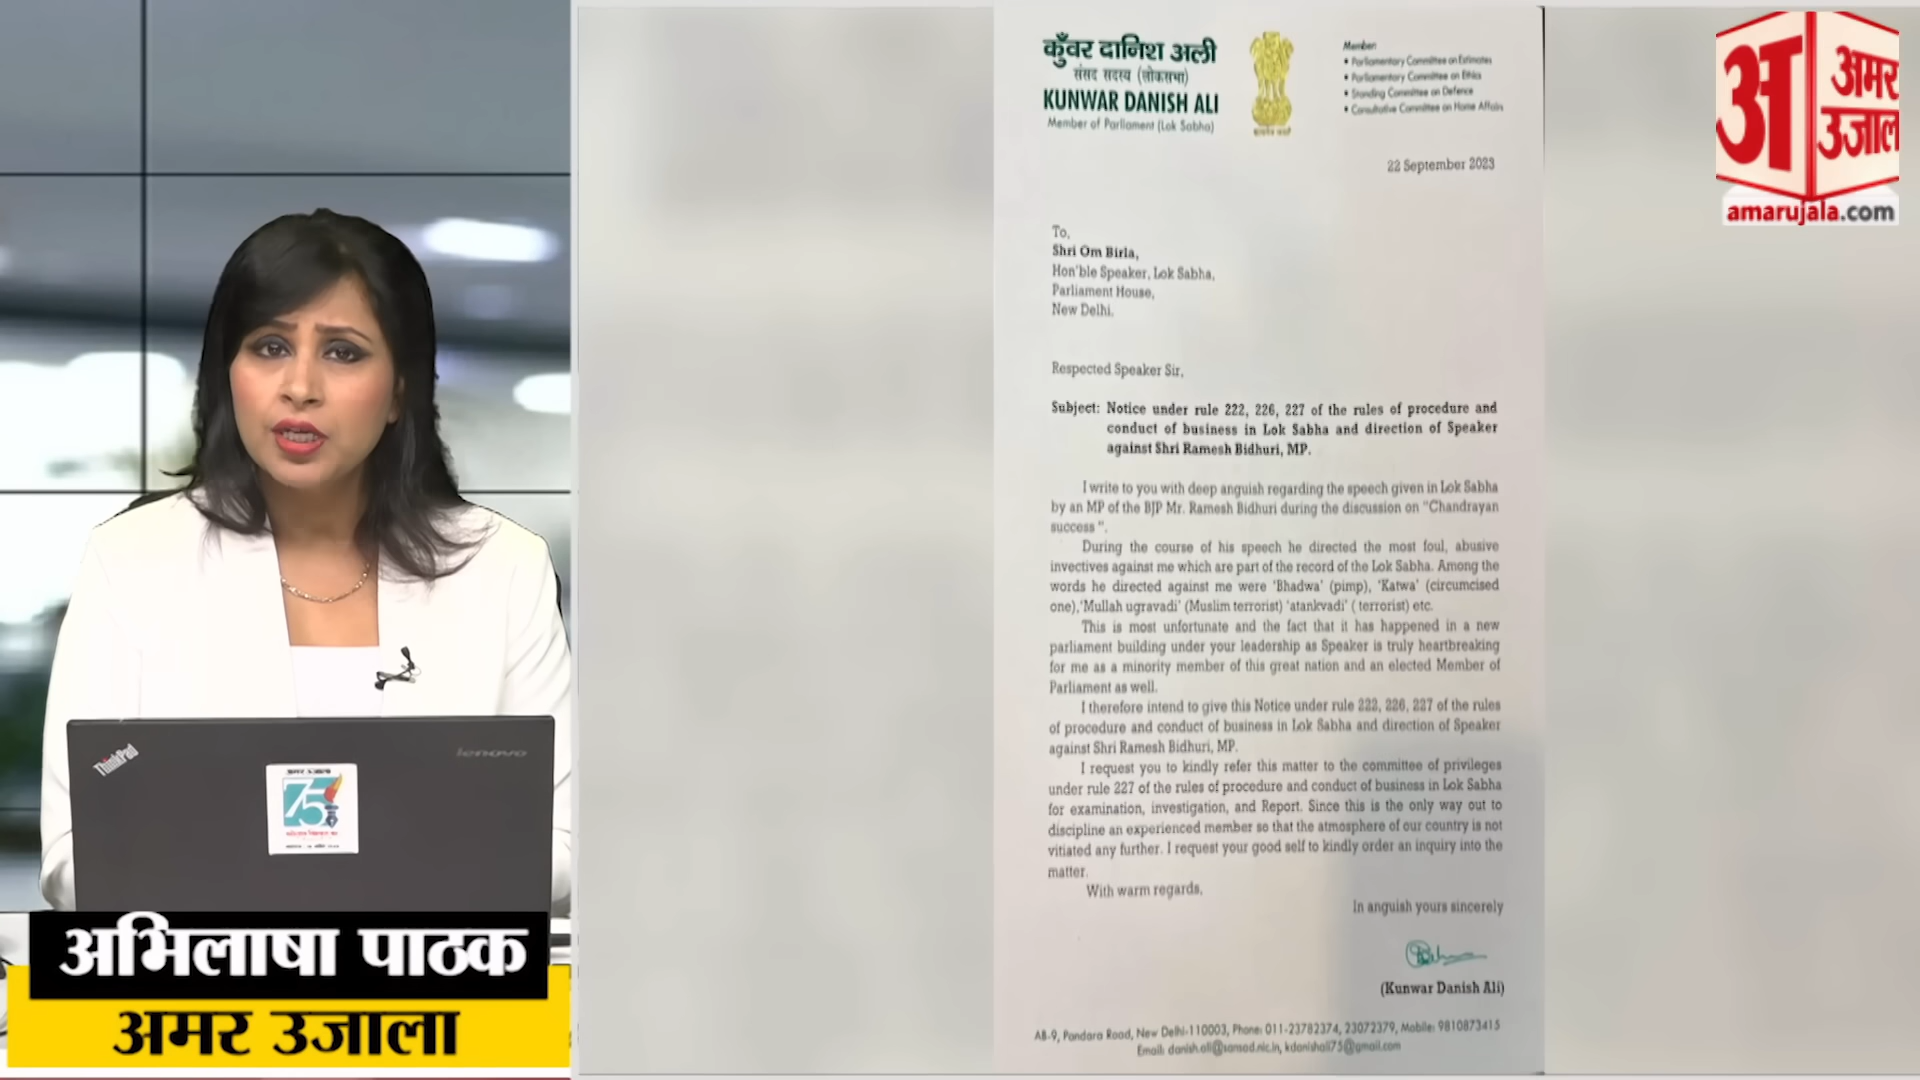 कुँवर दानिश अली
संसद सदस्य (लोकसभा)
KUNWAR DANISH ALI
Member of Parliament (Lok Sabha)
Member:
• Parliamentary Committee on Estimates
• Parliamentary Committee on Ethics
• Standing Committee on Defence
• Consultative Committee on Home Affairs
22 September 2023
To,
Shri Om Birla,
Hon'ble Speaker, Lok Sabha,
Parliament House,
New Delhi.
Respected Speaker Sir,
Subject: Notice under rule 222, 226, 227 of the rules of procedure and
conduct of business in Lok Sabha and direction of Speaker
against Shri Ramesh Bidhuri, MP.
I write to you with deep anguish regarding the speech given in Lok Sabha
by an MP of the BJP Mr. Ramesh Bidhuri during the discussion on "Chandrayan
success ".
During the course of his speech he directed the most foul, abusive
invectives against me which are part of the record of the Lok Sabha. Among the
words he directed against me were 'Bhadwa' (pimp), 'Katwa' (circumcised
one),'Mullah ugravadi' (Muslim terrorist) 'atankvadi' ( terrorist) etc.
This is most unfortunate and the fact that it has happened in a new
parliament building under your leadership as Speaker is truly heartbreaking
for me as a minority member of this great nation and an elected Member of
Parliament as well.
I therefore intend to give this Notice under rule 222, 226, 227 of the rules
of procedure and conduct of business in Lok Sabha and direction of Speaker
against Shri Ramesh Bidhuri, MP.
I request you to kindly refer this matter to the committee of privileges
under rule 227 of the rules of procedure and conduct of business in Lok Sabha
for examination, investigation, and Report. Since this is the only way out to
discipline an experienced member so that the atmosphere of our country is not
vitiated any further. I request your good self to kindly order an inquiry into the
matter.
With warm regards,
In anguish yours sincerely
(Kunwar Danish Ali)
AB-9, Pandara Road, New Delhi-110003, Phone: 011-23782374, 23072379, Mobile: 9810873415
Email: danish.ali@sansad.nic.in, kdanishali75@gmail.com
अ अमर
उजाला
amarujala.com
ThinkPad
lenovo
अमर उजाला
75
अभिलाषा पाठक
अमर उजाला